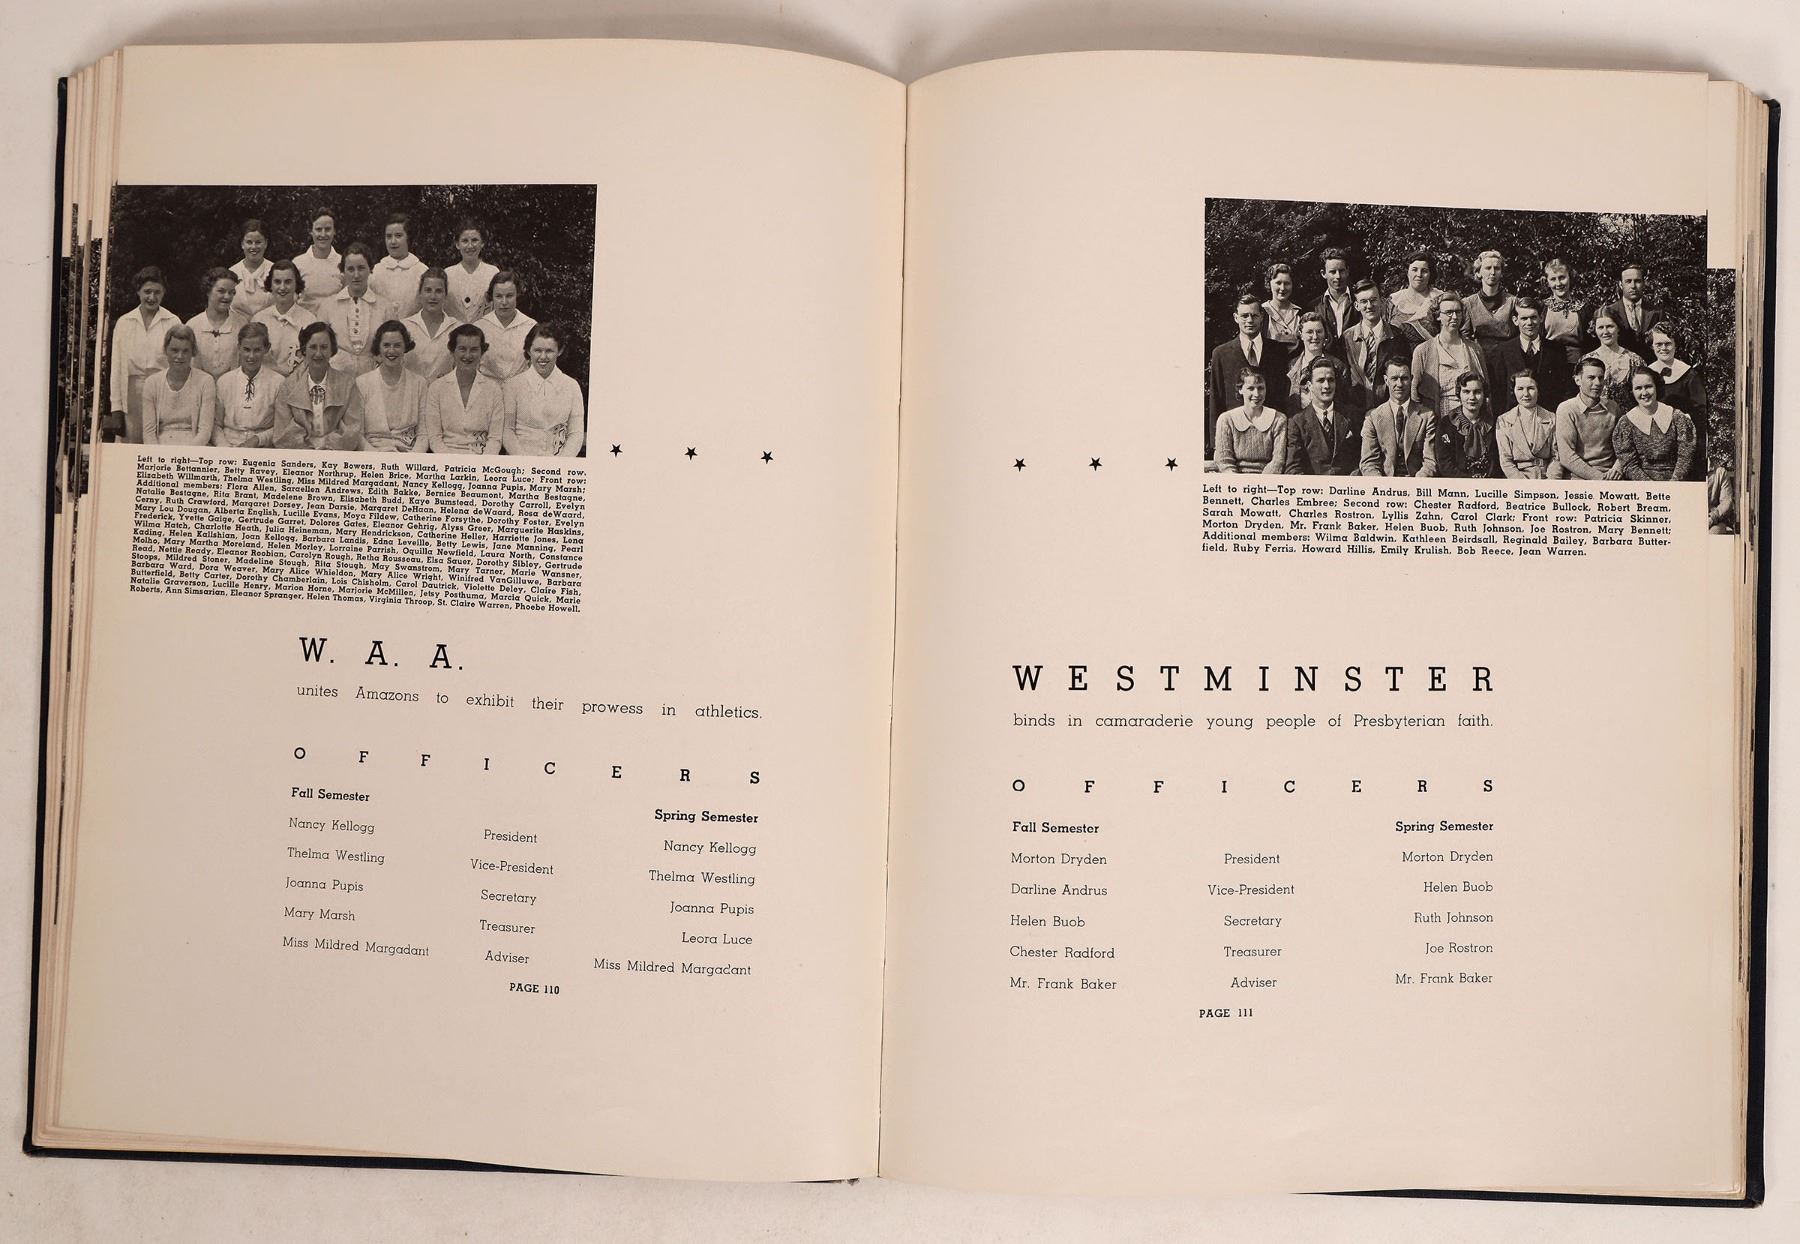 Left to right—Top row: Eugenia Sanders, Kay Bowers, Ruth Willard, Patricia McGough; Second row.
Marjorie Bettannier, Betty Ravey, Eleanor Northrup, Helen Brice, Martha Larkin, Leora Luce; Front row:
Elizabeth Willmarth, Thelma Westling, Miss Mildred Margadant, Nancy Kellogg, Joanna Pupis, Mary Marsh;
Additional members: Flora Allen, Saraellen Andrews, Edith Bakke, Bernice Beaumont, Martha Bestagne,
Natalie Bestagne, Rita Brant, Madelene Brown, Elisabeth Budd, Kaye Bumstead, Dorothy Carroll, Evelyn
Cerny, Ruth Crawford, Margaret Dorsey, Jean Darsie, Margaret DeHaan, Helena deWaard, Rosa deWaard,
Mary Lou Dougan, Alberta English, Lucille Evans, Moya Fildew, Catherine Forsythe, Dorothy Foster, Evelyn
Frederick, Yvette Gaige, Gertrude Garret, Dolores Gates, Eleanor Gehrig, Alyss Greer, Marguerite Haskins,
Wilma Hatch, Charlotte Heath, Julia Heineman, Mary Hendrickson, Catherine Heller, Harriette Jones, Lona
Kading, Helen Kallshian, Joan Kellogg, Barbara Landis, Edna Leveille, Betty Lewis, Jane Manning, Pearl
Molho, Mary Martha Moreland, Helen Morley, Lorraine Parrish, Oquilla Newfield, Laura North, Constance
Read, Nettie Ready, Eleanor Roobian, Carolyn Rough, Retha Rousseau, Elsa Sauer, Dorothy Sibley, Gertrude
Stoops, Mildred Stoner, Madeline Stough, Rita Stough, May Swanstrom, Mary Tarner, Marie Wansner,
Barbara Ward, Dora Weaver, Mary Alice Whieldon, Mary Alice Wright, Winifred VanGilluwe, Barbara
Butterfield, Betty Carter, Dorothy Chamberlain, Lois Chisholm, Carol Dautrick, Violette Deley, Claire Fish,
Natalie Graverson, Lucille Henry, Marion Horne, Marjorie McMillen, Jetsy Posthuma, Marcia Quick, Marie
Roberts, Ann Simsarian, Eleanor Spranger, Helen Thomas, Virginia Throop, St. Claire Warren, Phoebe Howell.
W. A. A.
unites Amazons to exhibit their prowess in athletics.
OFFICERS
Fall Semester Spring Semester
Nancy Kellogg President Nancy Kellogg
Thelma Westling Vice-President Thelma Westling
Joanna Pupis Secretary Joanna Pupis
Mary Marsh Treasurer Leora Luce
Miss Mildred Margadant Adviser Miss Mildred Margadant
PAGE 110
Left to right—Top row: Darline Andrus, Bill Mann, Lucille Simpson, Jessie Mowatt, Bette
Bennett, Charles Embree; Second row: Chester Radford, Beatrice Bullock, Robert Bream,
Sarah Mowatt, Charles Rostron, Lyllis Zahn, Carol Clark; Front row: Patricia Skinner,
Morton Dryden, Mr. Frank Baker, Helen Buob, Ruth Johnson, Joe Rostron, Mary Bennett;
Additional members: Wilma Baldwin, Kathleen Beirdsall, Reginald Bailey, Barbara Butter-
field, Ruby Ferris, Howard Hillis, Emily Krulish, Bob Reece, Jean Warren.
WESTMINSTER
binds in camaraderie young people of Presbyterian faith.
OFFICERS
Fall Semester Spring Semester
Morton Dryden President Morton Dryden
Darline Andrus Vice-President Helen Buob
Helen Buob Secretary Ruth Johnson
Chester Radford Treasurer Joe Rostron
Mr. Frank Baker Adviser Mr. Frank Baker
PAGE 111